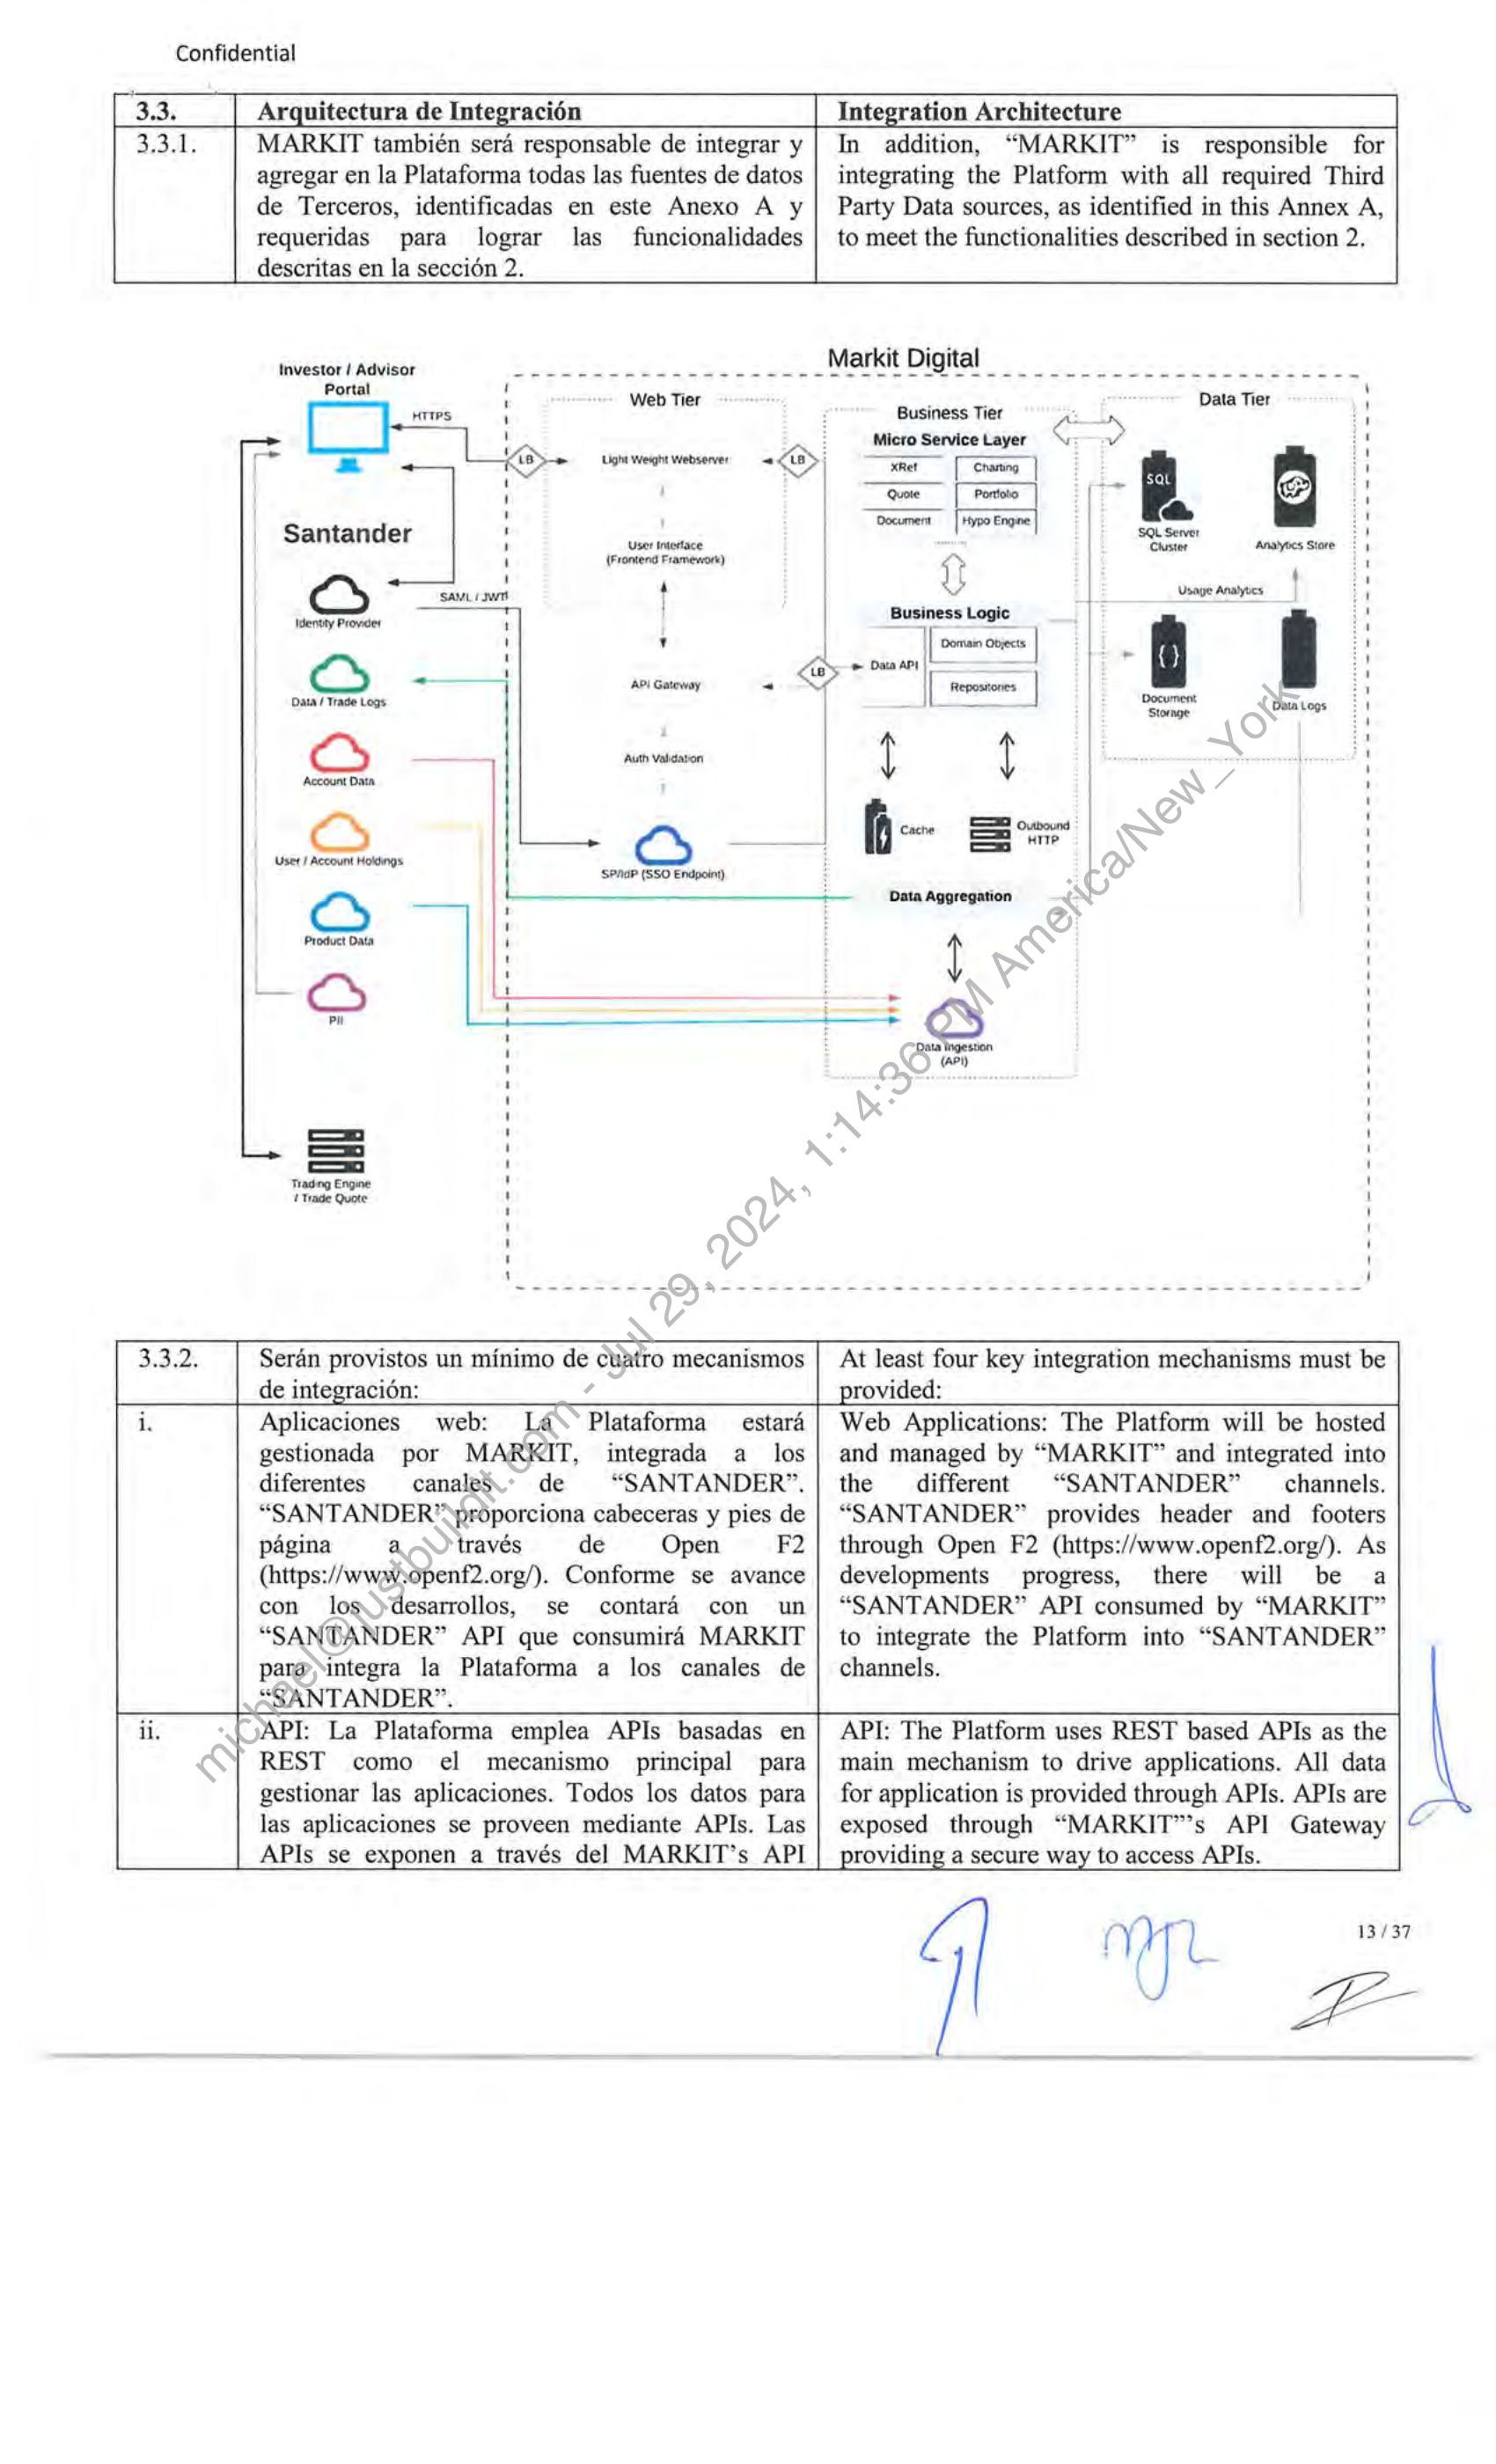 Confidential
3.3.
Arquitectura de Integración
Integration Architecture
3.3.1.
MARKIT también será responsable de integrar y
agregar en la Plataforma todas las fuentes de datos
de Terceros, identificadas en este Anexo A y
requeridas para lograr las funcionalidades
descritas en la sección 2.
In addition, “MARKIT” is responsible for
integrating the Platform with all required Third
Party Data sources, as identified in this Annex A,
to meet the functionalities described in section 2.
Markit Digital
Investor / Advisor
Portal
HTTPS
Santander
Identity Provider
SAML / JWT
Data / Trade Logs
Account Data
User / Account Holdings
Product Data
PII
Trading Engine
/ Trade Quote
Web Tier
LB
Light Weight Webserver
LB
User Interface
(Frontend Framework)
API Gateway
LB
Auth Validation
SP/IdP (SSO Endpoint)
Business Tier
Micro Service Layer
XRef
Charting
Quote
Portfolio
Document
Hypo Engine
Business Logic
Data API
Domain Objects
Repositories
Cache
Outbound
HTTP
Data Aggregation
Data Ingestion
(API)
Data Tier
SQL
SQL Server
Cluster
Analytics Store
Usage Analytics
{ }
Document
Storage
Data Logs
3.3.2.
Serán provistos un mínimo de cuatro mecanismos
de integración:
At least four key integration mechanisms must be
provided:
i.
Aplicaciones web: La Plataforma estará
gestionada por MARKIT, integrada a los
diferentes canales de “SANTANDER”.
“SANTANDER” proporciona cabeceras y pies de
página a través de Open F2
(https://www.openf2.org/). Conforme se avance
con los desarrollos, se contará con un
“SANTANDER” API que consumirá MARKIT
para integra la Plataforma a los canales de
“SANTANDER”.
Web Applications: The Platform will be hosted
and managed by “MARKIT” and integrated into
the different “SANTANDER” channels.
“SANTANDER” provides header and footers
through Open F2 (https://www.openf2.org/). As
developments progress, there will be a
“SANTANDER” API consumed by “MARKIT”
to integrate the Platform into “SANTANDER”
channels.
ii.
API: La Plataforma emplea APIs basadas en
REST como el mecanismo principal para
gestionar las aplicaciones. Todos los datos para
las aplicaciones se proveen mediante APIs. Las
APIs se exponen a través del MARKIT’s API
API: The Platform uses REST based APIs as the
main mechanism to drive applications. All data
for application is provided through APIs. APIs are
exposed through “MARKIT”’s API Gateway
providing a secure way to access APIs.
13 / 37
michael@justbuildit.com - Jul 29, 2024, 1:14:36 PM America/New_York